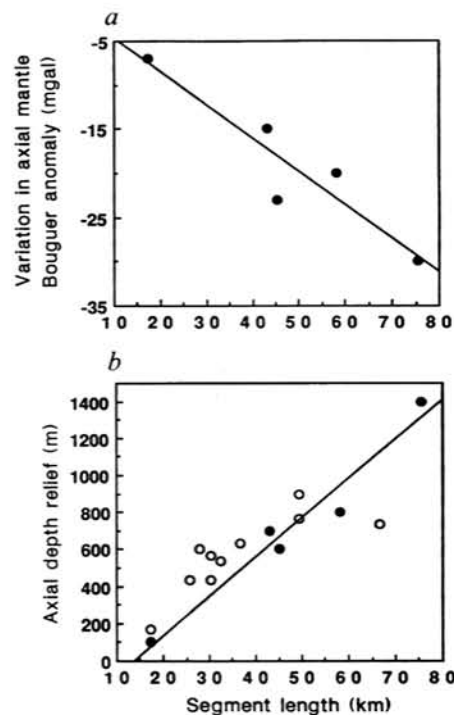 a
Variation in axial mantle
Bouguer anomaly (mgal)
-5
-15
-25
-35
10 20 30 40 50 60 70 80
b
Axial depth relief (m)
1400
1200
1000
800
600
400
200
0
10 20 30 40 50 60 70 80
Segment length (km)